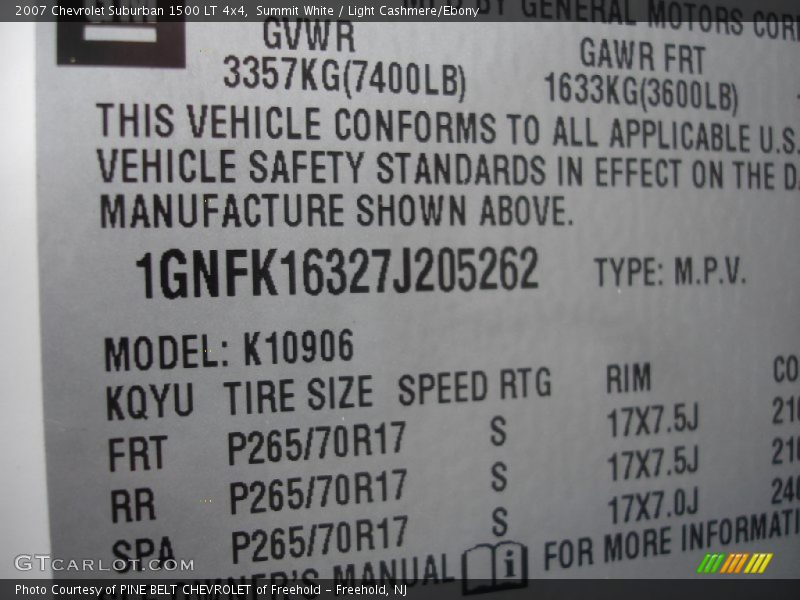 2007 Chevrolet Suburban 1500 LT 4x4, Summit White / Light Cashmere/Ebony
BY GENERAL MOTORS
GVWR GAWR FRT
3357KG(7400LB) 1633KG(3600LB)
THIS VEHICLE CONFORMS TO ALL APPLICABLE U.S.
VEHICLE SAFETY STANDARDS IN EFFECT ON THE
MANUFACTURE SHOWN ABOVE.
1GNFK16327J205262 TYPE: M.P.V.
MODEL: K10906
KQYU TIRE SIZE SPEED RTG RIM
FRT P265/70R17 S 17X7.5J
RR P265/70R17 S 17X7.5J
SPA P265/70R17 S 17X7.0J
OWNER'S MANUAL i FOR MORE INFORMATI
GTcarlot.com
Photo Courtesy of PINE BELT CHEVROLET of Freehold - Freehold, NJ